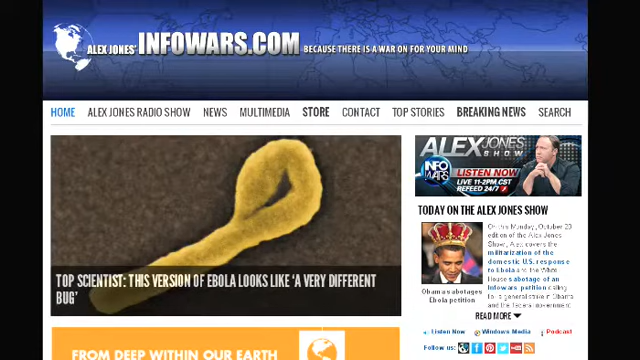 ALEX JONES' INFOWARS.COM BECAUSE THERE IS A WAR ON FOR YOUR MIND
HOME ALEX JONES RADIO SHOW NEWS MULTIMEDIA STORE CONTACT TOP STORIES BREAKING NEWS SEARCH
TOP SCIENTIST: THIS VERSION OF EBOLA LOOKS LIKE 'A VERY DIFFERENT
BUG'
FROM DEEP WITHIN OUR EARTH
ALEX JONES
SHOW
INFO
WARS
LISTEN NOW
LIVE 11-2PM CST
REFEED 24/7
TODAY ON THE ALEX JONES SHOW
On this Monday, October 20
edition of the Alex Jones
Show, Alex covers the
militarization of the
domestic U.S. response
to Ebola and the White
House sabotage of an
Infowars petition calling
for a general strike in Obama
and the federal government
READ MORE
Obama sabotages
Ebola petition
Listen Now Windows Media Podcast
Follow us: